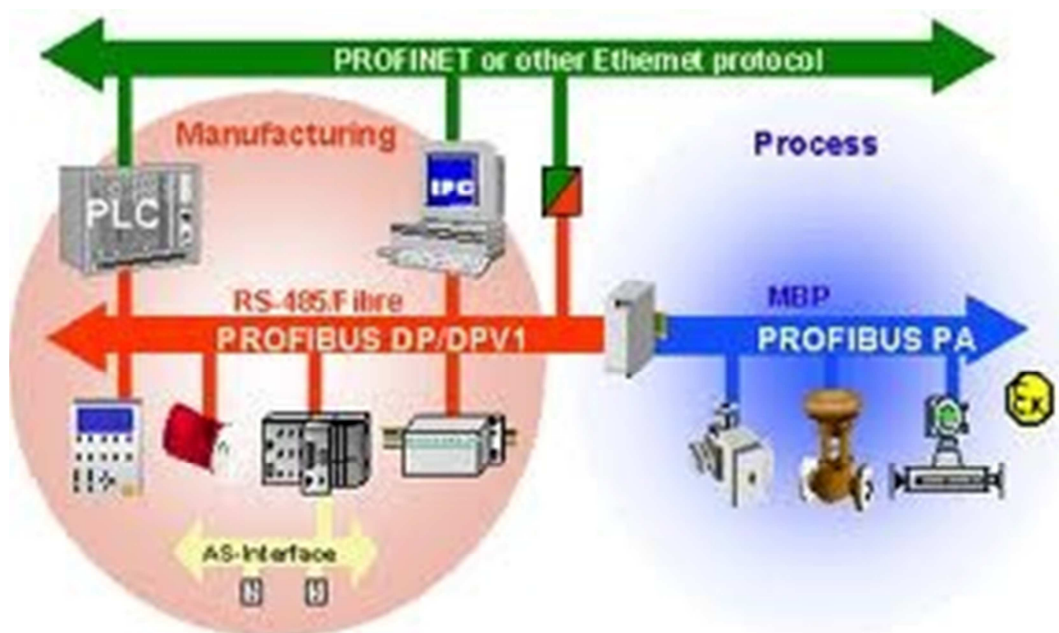 PROFINET or other Ethernet protocol
Manufacturing
Process
PLC
IPC
RS-485/Fibre
MBP
PROFIBUS DP/DPV1
PROFIBUS PA
Ex
AS-Interface